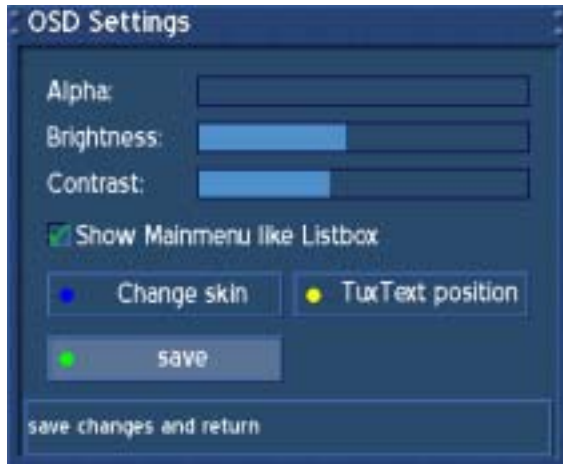 OSD Settings
Alpha:
Brightness:
Contrast:
Show Mainmenu like Listbox
Change skin
TuxText position
save
save changes and return